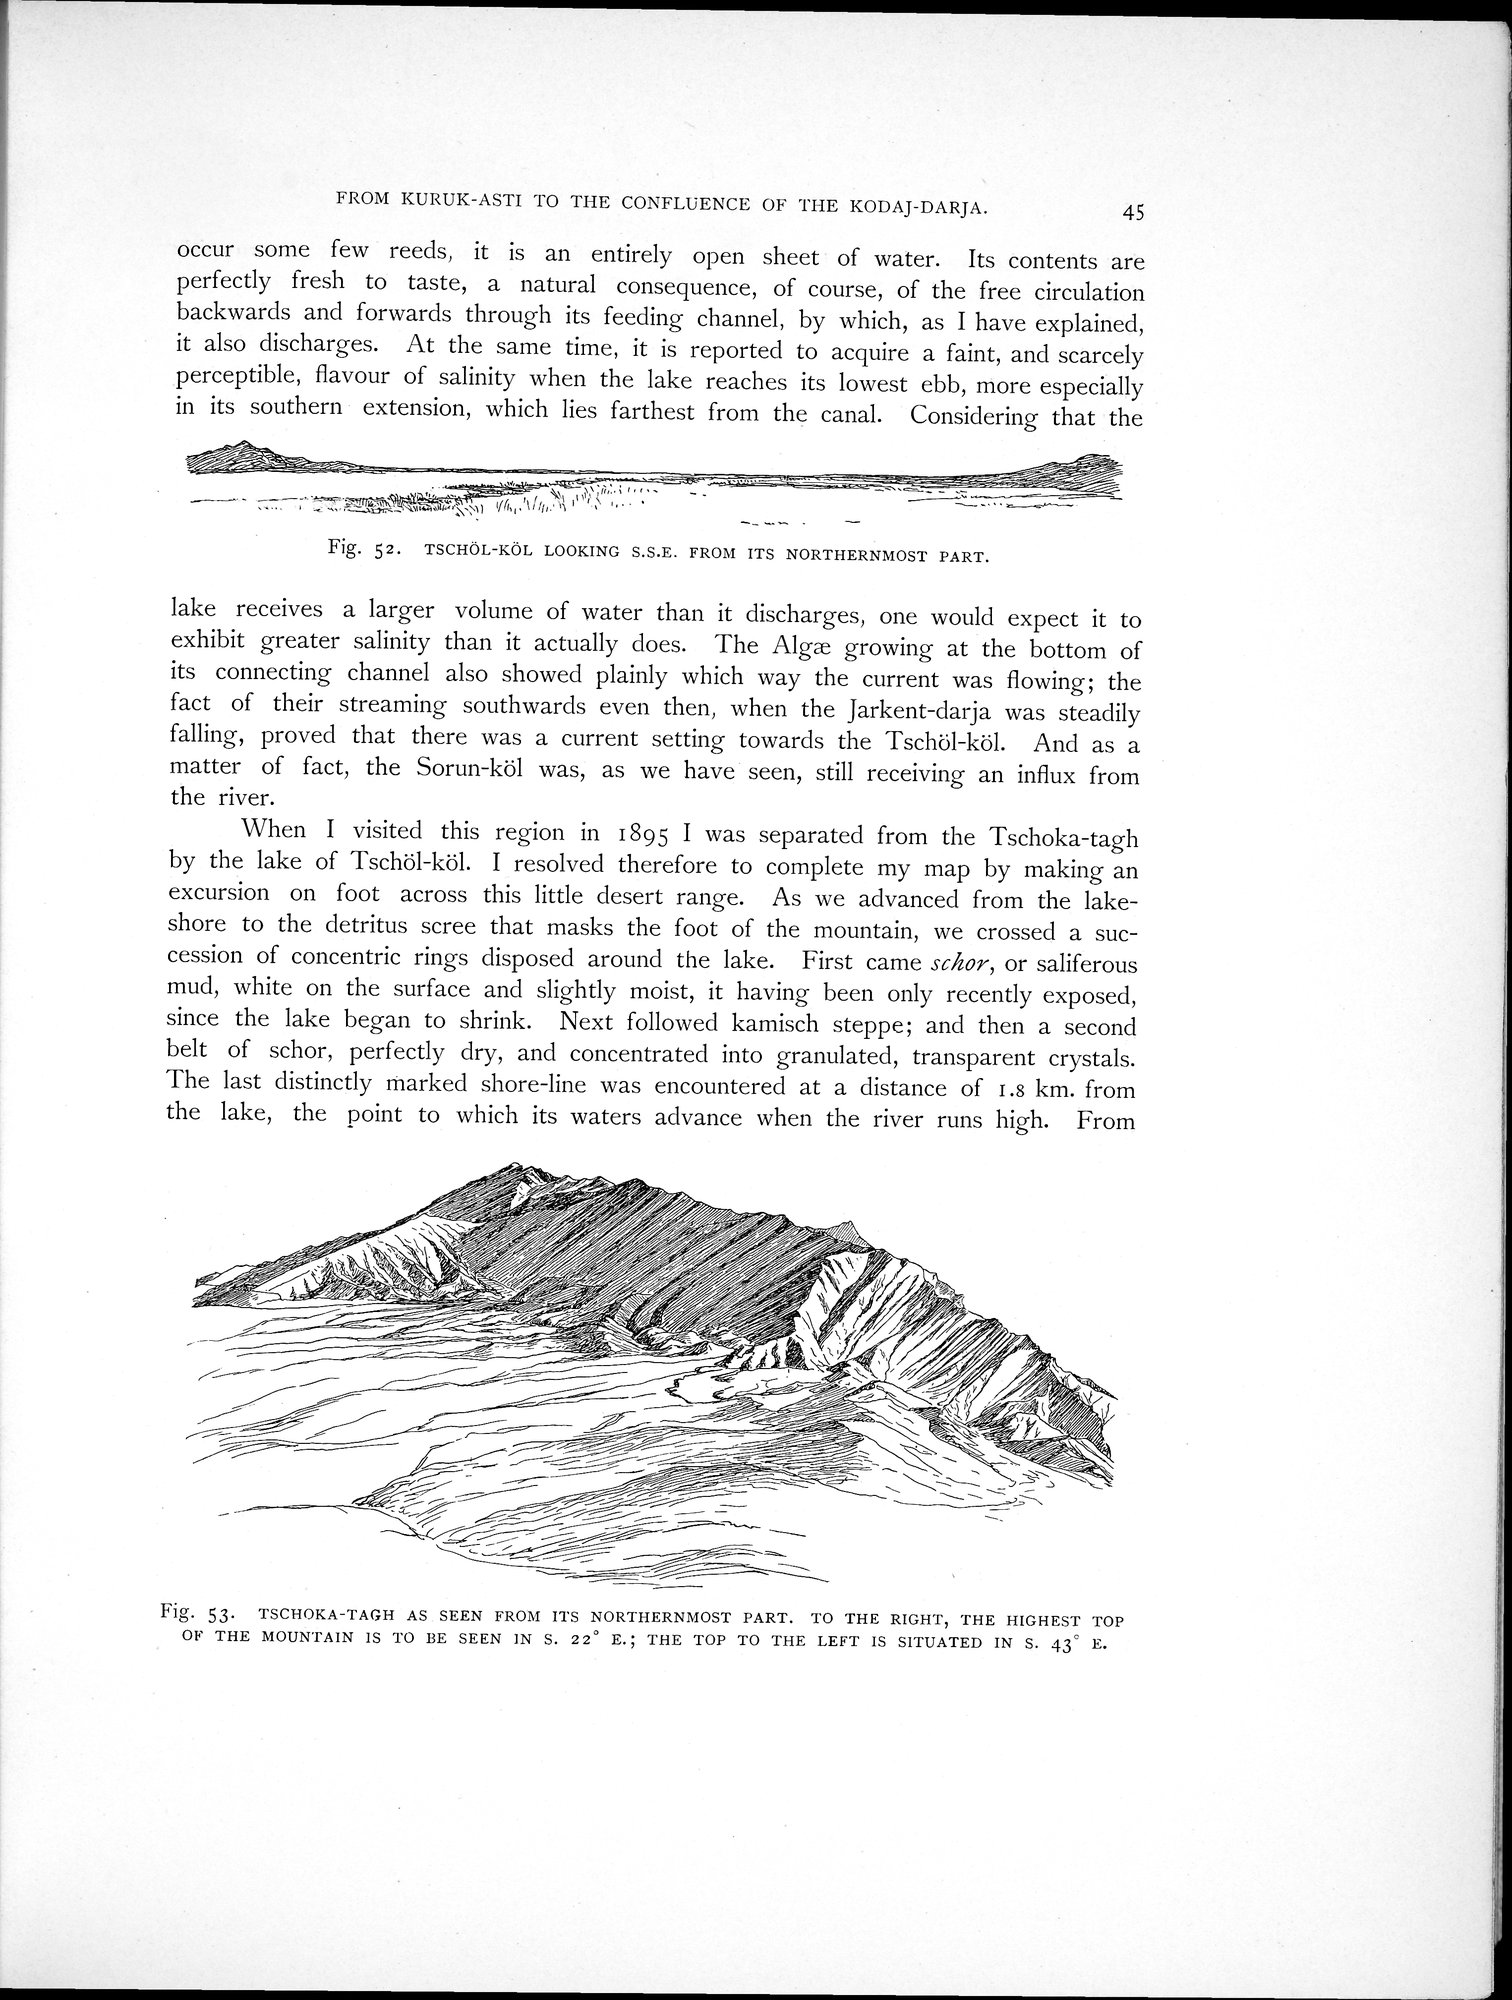 FROM KURUK-ASTI TO THE CONFLUENCE OF THE KODAJ-DARJA. 45
occur some few reeds, it is an entirely open sheet of water. Its contents are
perfectly fresh to taste, a natural consequence, of course, of the free circulation
backwards and forwards through its feeding channel, by which, as I have explained,
it also discharges. At the same time, it is reported to acquire a faint, and scarcely
perceptible, flavour of salinity when the lake reaches its lowest ebb, more especially
in its southern extension, which lies farthest from the canal. Considering that the
Fig. 52. TSCHÖL-KÖL LOOKING S.S.E. FROM ITS NORTHERNMOST PART.
lake receives a larger volume of water than it discharges, one would expect it to
exhibit greater salinity than it actually does. The Algæ growing at the bottom of
its connecting channel also showed plainly which way the current was flowing; the
fact of their streaming southwards even then, when the Jarkent-darja was steadily
falling, proved that there was a current setting towards the Tschöl-köl. And as a
matter of fact, the Sorun-köl was, as we have seen, still receiving an influx from
the river.
When I visited this region in 1895 I was separated from the Tschoka-tagh
by the lake of Tschöl-köl. I resolved therefore to complete my map by making an
excursion on foot across this little desert range. As we advanced from the lake-
shore to the detritus scree that masks the foot of the mountain, we crossed a suc-
cession of concentric rings disposed around the lake. First came schor, or saliferous
mud, white on the surface and slightly moist, it having been only recently exposed,
since the lake began to shrink. Next followed kamisch steppe; and then a second
belt of schor, perfectly dry, and concentrated into granulated, transparent crystals.
The last distinctly marked shore-line was encountered at a distance of 1.8 km. from
the lake, the point to which its waters advance when the river runs high. From
Fig. 53. TSCHOKA-TAGH AS SEEN FROM ITS NORTHERNMOST PART. TO THE RIGHT, THE HIGHEST TOP
OF THE MOUNTAIN IS TO BE SEEN IN S. 22° E.; THE TOP TO THE LEFT IS SITUATED IN S. 43° E.